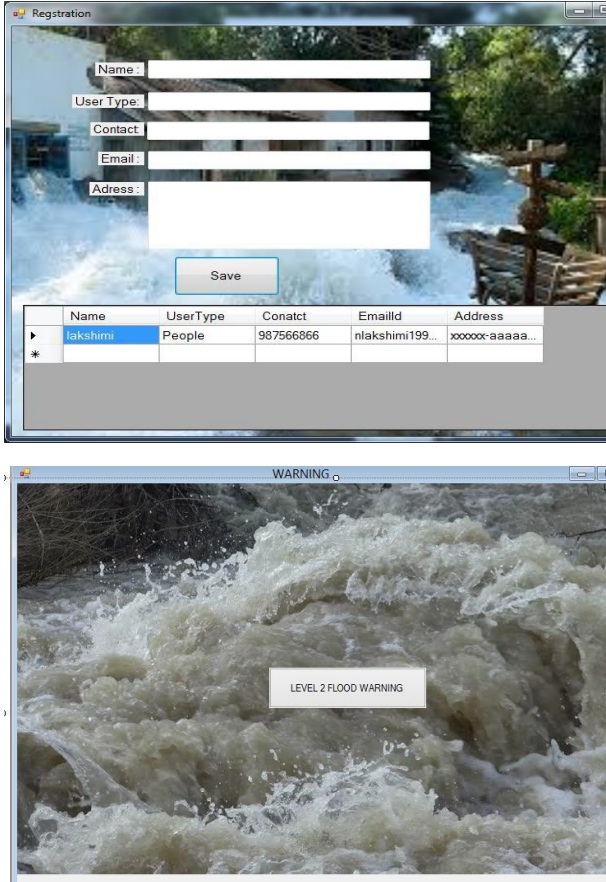 Regstration
Name :
User Type:
Contact
Email :
Adress :
Save
Name UserType Conatct EmailId Address
lakshimi People 987566866 nlakshimi199... xxxxxx-aaaaa...
WARNING
LEVEL 2 FLOOD WARNING